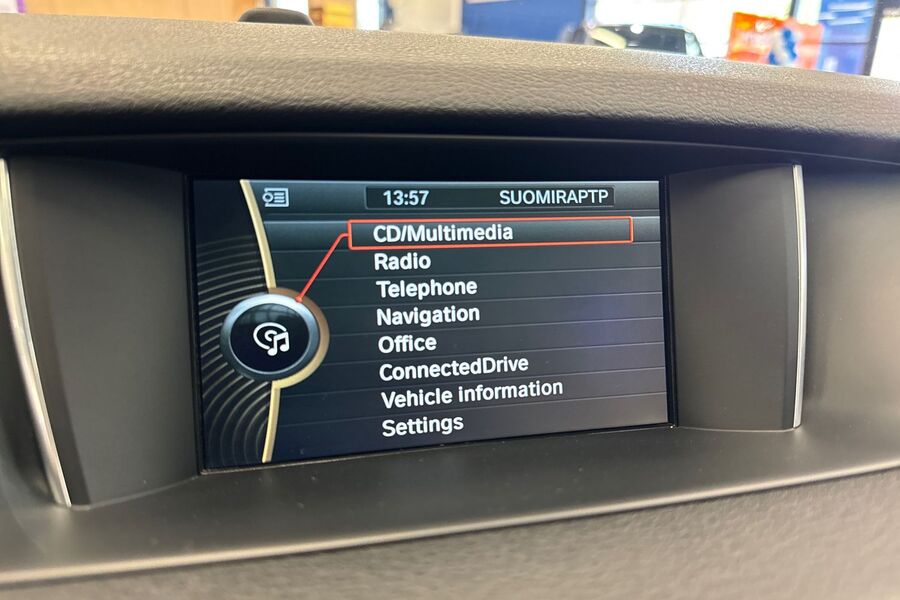 13:57 SUOMIRAPTP
CD/Multimedia
Radio
Telephone
Navigation
Office
ConnectedDrive
Vehicle information
Settings